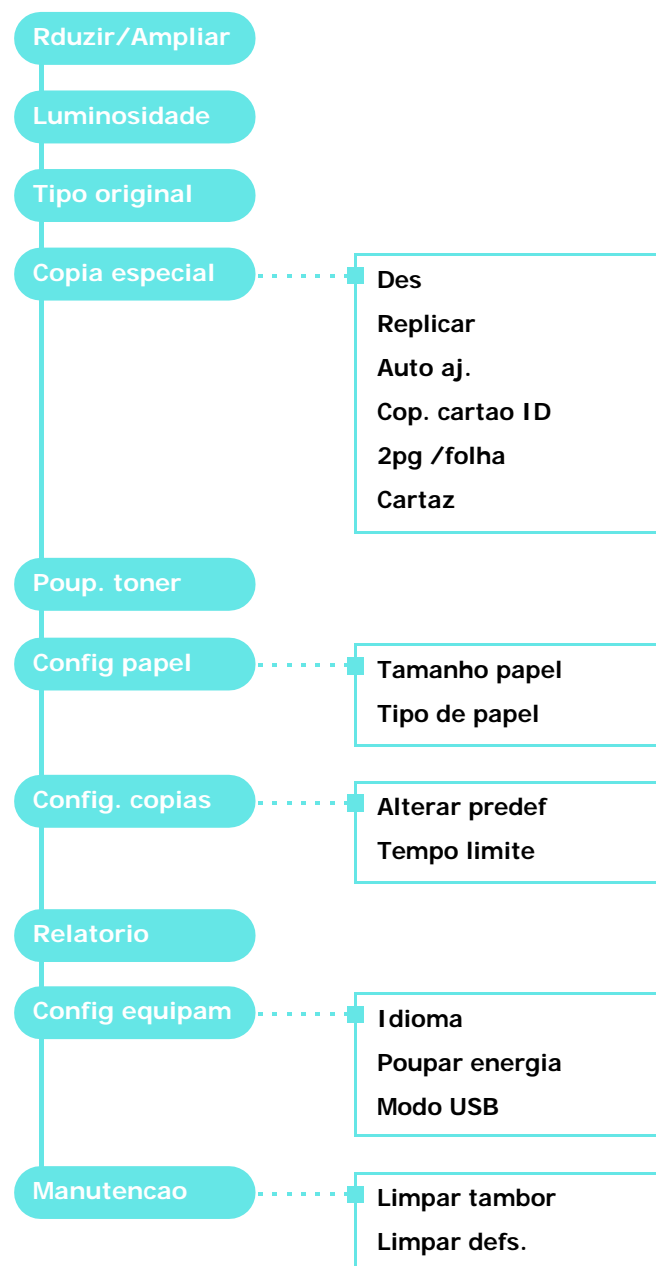 Rduzir/Ampliar
Luminosidade
Tipo original
Copia especial
Des
Replicar
Auto aj.
Cop. cartao ID
2pg /folha
Cartaz
Poup. toner
Config papel
Tamanho papel
Tipo de papel
Config. copias
Alterar predef
Tempo limite
Relatorio
Config equipam
Idioma
Poupar energia
Modo USB
Manutencao
Limpar tambor
Limpar defs.